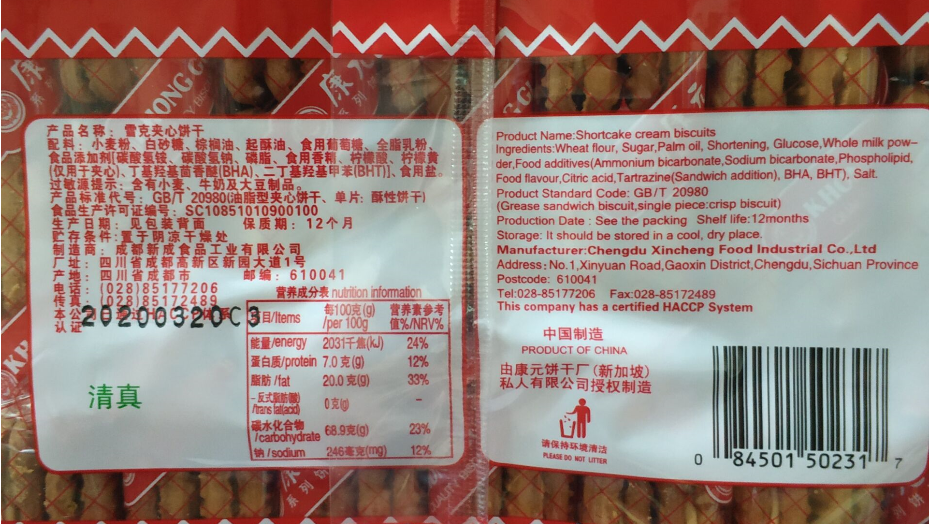 产品名称：雪克夹心饼干
配料：小麦粉、白砂糖、棕榈油、起酥油、食用葡萄糖、全脂乳粉、
食品添加剂[碳酸氢铵、碳酸氢钠、磷脂、食用香精、柠檬酸、柠檬黄
(仅用于夹心)、丁基羟基茴香醚(BHA)、二丁基羟基甲苯(BHT)]、食用盐。
过敏源提示：含有小麦、牛奶及大豆制品。
产品标准代号：GB/T 20980(油脂型夹心饼干、单片：酥性饼干)
食品生产许可证编号：SC10851010900100
生产日期：见包装背面 保质期：12个月
贮存条件：置于阴凉干燥处
制造商：成都新成食品工业有限公司
厂址：四川省成都高新区新园大道1号
产地：四川省成都市 邮编：610041
电话：(028)85177206
传真：(028)85172489
本公
认证
20200320C3
清真
营养成分表 nutrition information
项目/Items 每100克(g)/per 100g 营养素参考值%/NRV%
能量/energy 2031千焦(kJ) 24%
蛋白质/protein 7.0克(g) 12%
脂肪/fat 20.0克(g) 33%
-反式脂肪(酸)/trans fat(acid) 0克(g) -
碳水化合物/carbohydrate 68.9克(g) 23%
钠/sodium 246毫克(mg) 12%
Product Name:Shortcake cream biscuits
Ingredients:Wheat flour, Sugar,Palm oil, Shortening, Glucose,Whole milk pow-
der,Food additives(Ammonium bicarbonate,Sodium bicarbonate,Phospholipid,
Food flavour,Citric acid,Tartrazine(Sandwich addition), BHA, BHT), Salt.
Product Standard Code: GB/T 20980
(Grease sandwich biscuit,single piece:crisp biscuit)
Production Date : See the packing Shelf life:12months
Storage: It should be stored in a cool, dry place.
Manufacturer:Chengdu Xincheng Food Industrial Co.,Ltd
Address:No.1,Xinyuan Road,Gaoxin District,Chengdu,Sichuan Province
Postcode: 610041
Tel:028-85177206 Fax:028-85172489
This company has a certified HACCP System
中国制造
PRODUCT OF CHINA
由康元饼干厂(新加坡)
私人有限公司授权制造
请保持环境清洁
PLEASE DO NOT LITTER
0 84501 50231 7